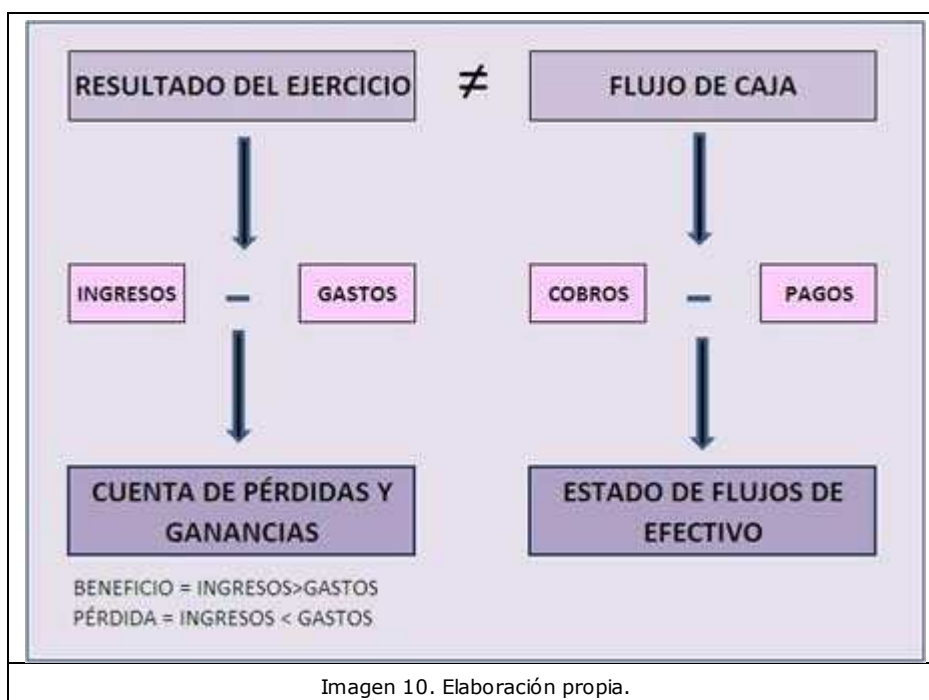 RESULTADO DEL EJERCICIO ≠ FLUJO DE CAJA
INGRESOS – GASTOS COBROS – PAGOS
CUENTA DE PÉRDIDAS Y
GANANCIAS
ESTADO DE FLUJOS DE
EFECTIVO
BENEFICIO = INGRESOS>GASTOS
PÉRDIDA = INGRESOS < GASTOS
Imagen 10. Elaboración propia.